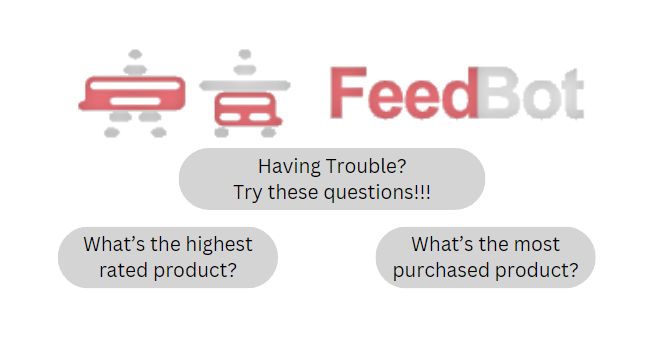 FeedBot
Having Trouble?
Try these questions!!!
What's the highest
rated product?
What's the most
purchased product?